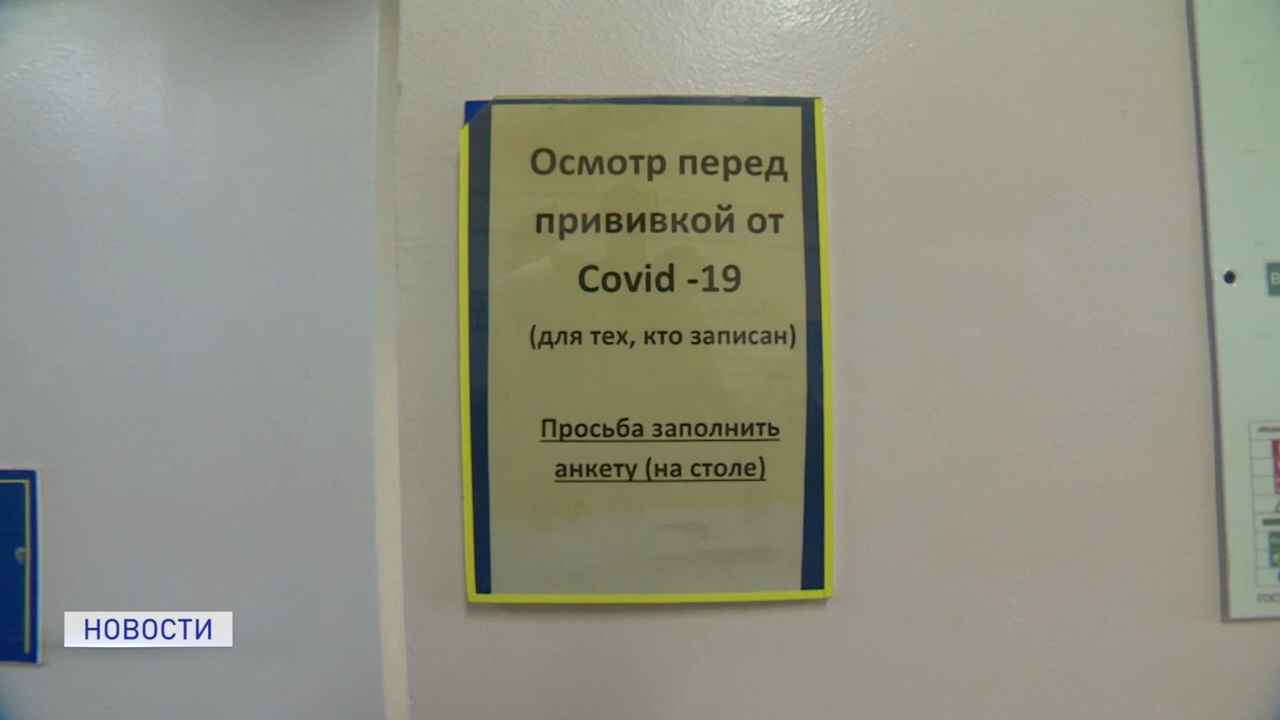 Осмотр перед
прививкой от
Covid -19
(для тех, кто записан)
Просьба заполнить
анкету (на столе)
НОВОСТИ